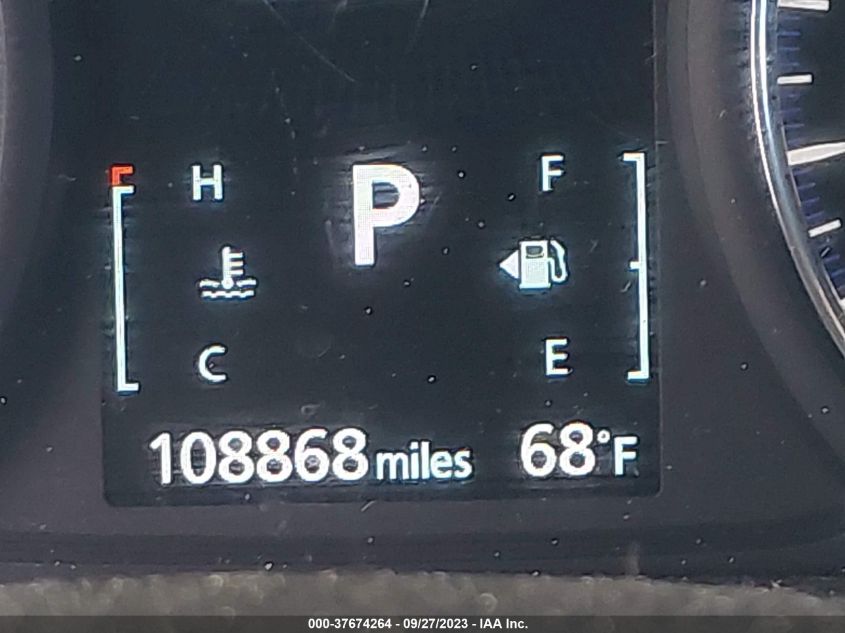 H P F
C E
108868 miles 68°F
000-37674264 - 09/27/2023 - IAA Inc.